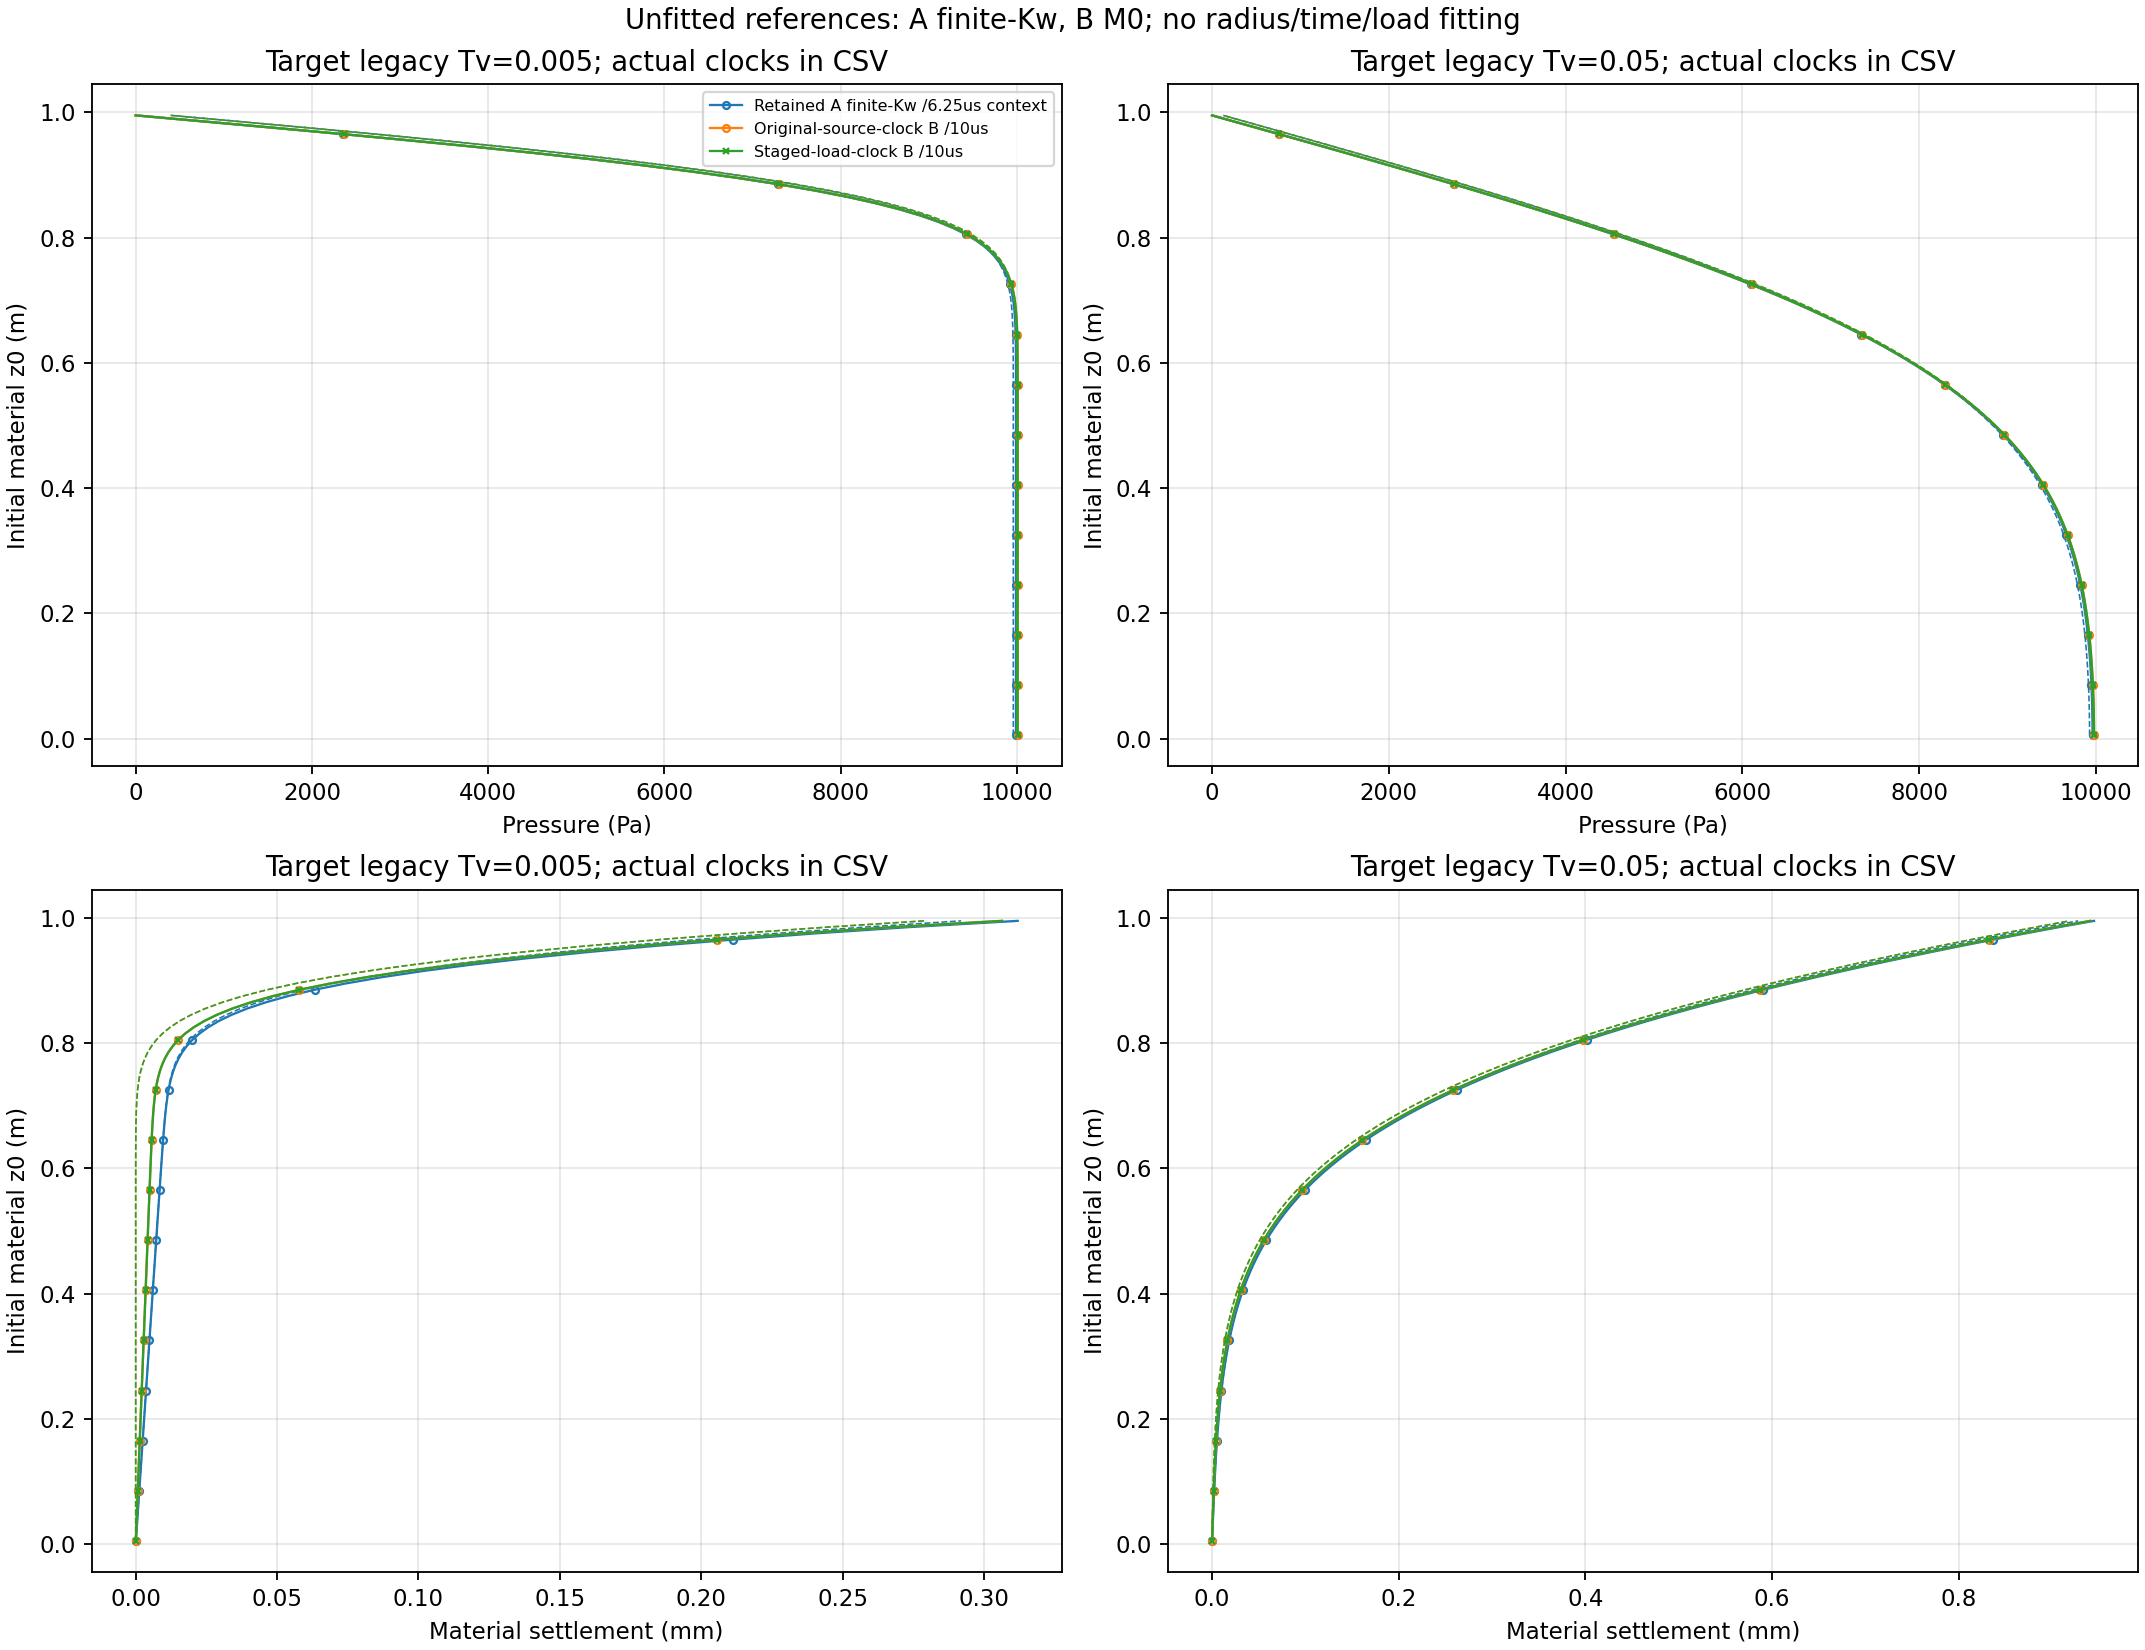 Unfitted references: A finite-Kw, B M0; no radius/time/load fitting
Target legacy Tv=0.005; actual clocks in CSV
1.0
0.8
0.6
0.4
0.2
0.0
Initial material z0 (m)
Retained A finite-Kw /6.25us context
Original-source-clock B /10us
Staged-load-clock B /10us
0 2000 4000 6000 8000 10000
Pressure (Pa)
Target legacy Tv=0.05; actual clocks in CSV
1.0
0.8
0.6
0.4
0.2
0.0
Initial material z0 (m)
0 2000 4000 6000 8000 10000
Pressure (Pa)
Target legacy Tv=0.005; actual clocks in CSV
1.0
0.8
0.6
0.4
0.2
0.0
Initial material z0 (m)
0.00 0.05 0.10 0.15 0.20 0.25 0.30
Material settlement (mm)
Target legacy Tv=0.05; actual clocks in CSV
1.0
0.8
0.6
0.4
0.2
0.0
Initial material z0 (m)
0.0 0.2 0.4 0.6 0.8
Material settlement (mm)